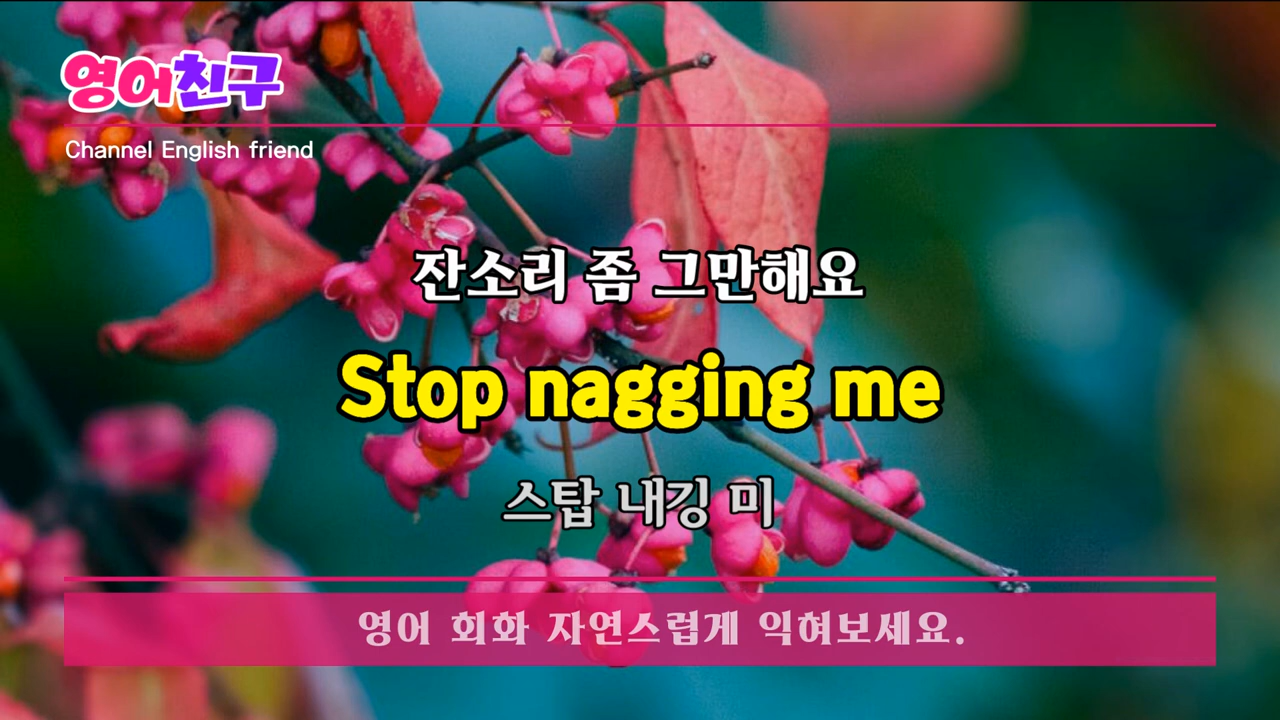 영어친구
Channel English friend
잔소리 좀 그만해요
Stop nagging me
스탑 내깅 미
영어 회화 자연스럽게 익혀보세요.